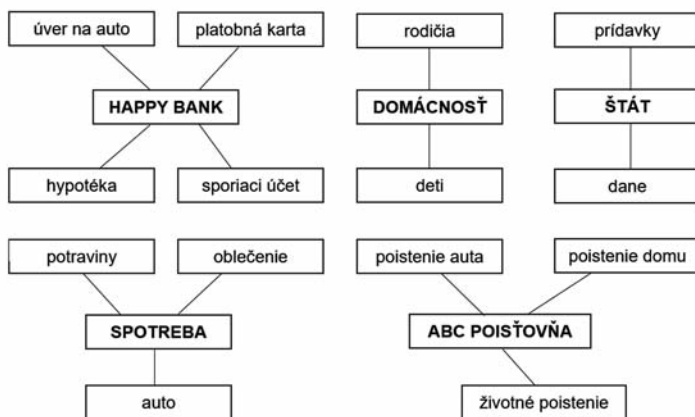 úver na auto
platobná karta
HAPPY BANK
hypotéka
sporiaci účet
rodičia
DOMÁCNOSŤ
deti
prídavky
ŠTÁT
dane
potraviny
oblečenie
SPOTREBA
auto
poistenie auta
poistenie domu
ABC POISŤOVŇA
životné poistenie